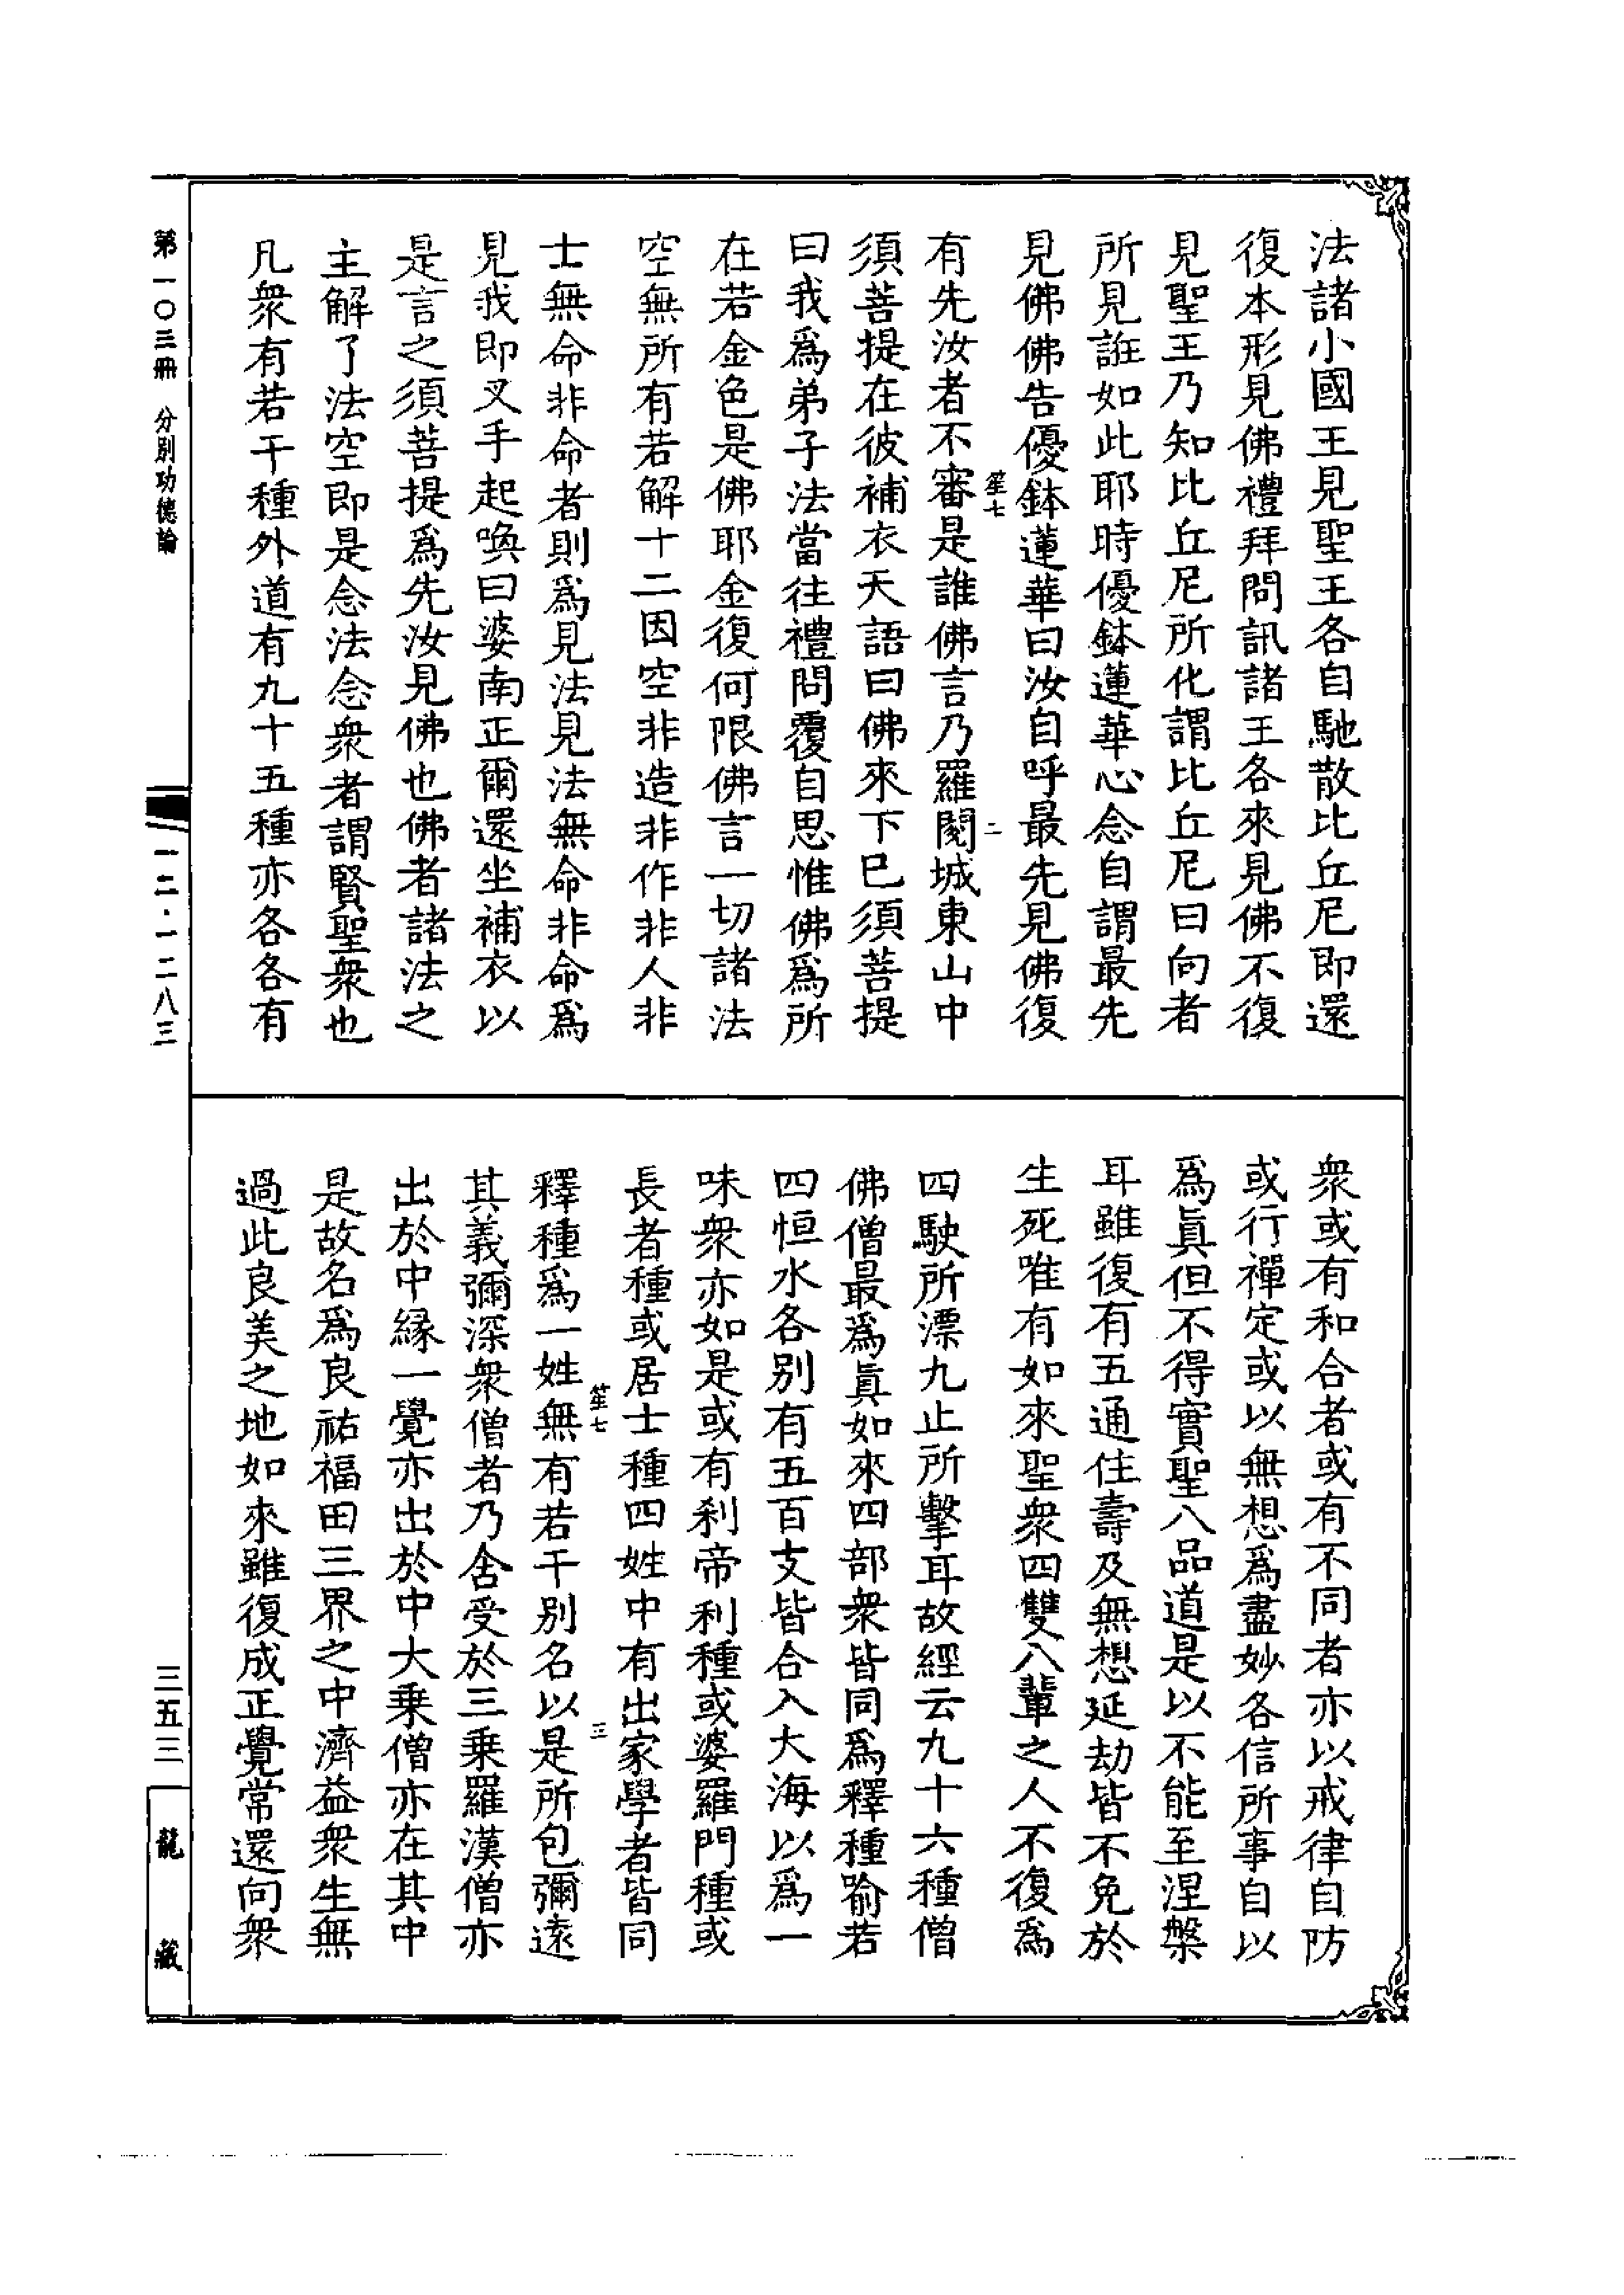 法諸小國王見聖王各自馳散比丘尼即還
復本形見佛禮拜問訊諸王各來見佛不復
見聖王乃知比丘尼所化謂比丘尼曰向者
所見誑如此耶時優鉢蓮華心念自謂最先
見佛佛告優鉢蓮華曰汝自呼最先見佛復
笙七
二
有先汝者不審是誰佛言乃羅閱城東山中
須菩提在彼補衣天語曰佛來下已須菩提
曰我爲弟子法當往禮問覆自思惟佛爲所
在若金色是佛耶金復何限佛言一切諸法
空無所有若解十二因空非造非作非人非
士無命非命者則爲見法見法無命非命爲
見我即叉手起喚曰婆南正爾還坐補衣以
是言之須菩提爲先汝見佛也佛者諸法之
主解了法空即是念法念衆者謂賢聖衆也
凡衆有若干種外道有九十五種亦各各有
衆或有和合者或有不同者亦以戒律自防
或行禪定或以無想爲盡妙各信所事自以
爲眞但不得實聖八品道是以不能至涅槃
耳雖復有五通住壽及無想延劫皆不免於
生死唯有如來聖衆四雙八輩之人不復爲
四駛所漂九止所擊耳故經云九十六種僧
佛僧最爲眞如來四部衆皆同爲釋種喻若
四恒水各別有五百支皆合入大海以爲一
味衆亦如是或有刹帝利種或婆羅門種或
長者種或居士種四姓中有出家學者皆同
笙七
三
釋種爲一姓無有若干別名以是所包彌遠
其義彌深衆僧者乃含受於三乘羅漢僧亦
出於中緣一覺亦出於中大乘僧亦在其中
是故名爲良祐福田三界之中濟益衆生無
過此良美之地如來雖復成正覺常還向衆
第一〇三冊 分別功德論
一二·一二八三
三五三
龍藏